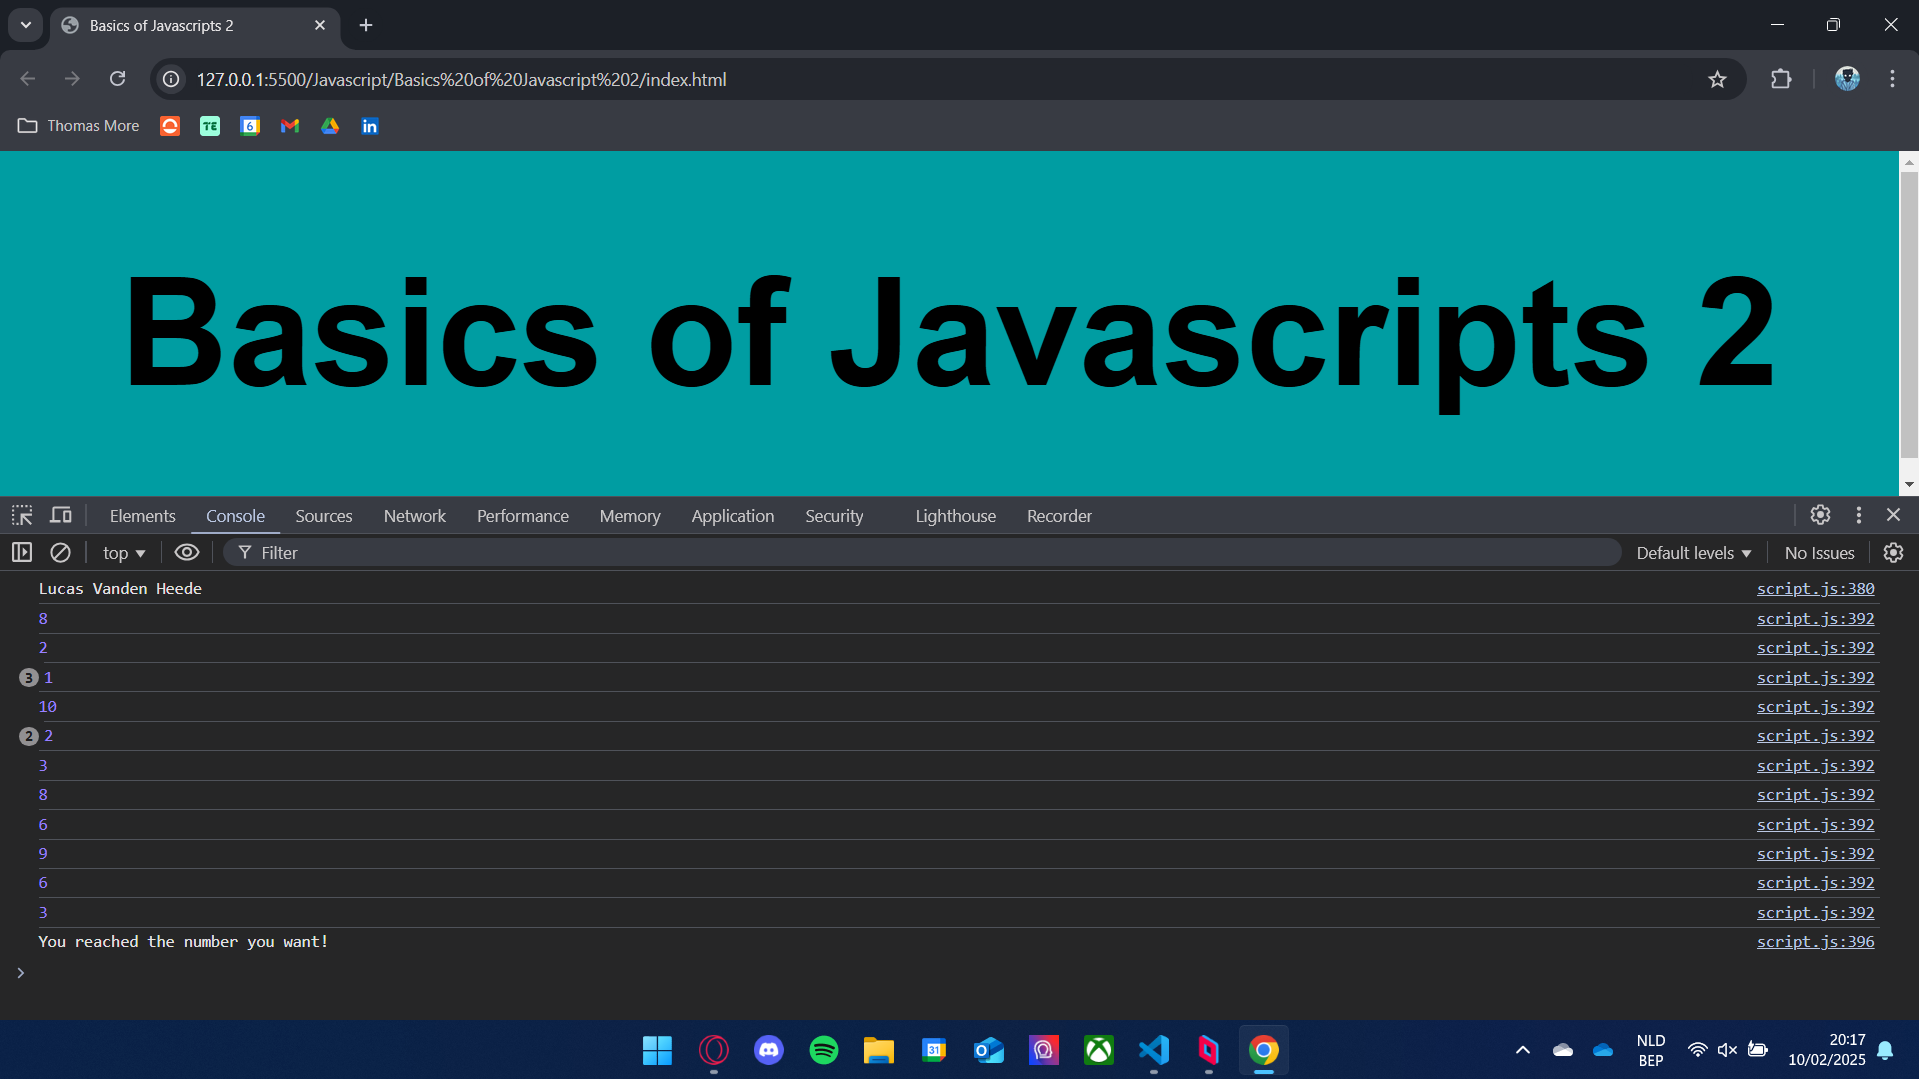 Basics of Javascripts 2
127.0.0.1:5500/Javascript/Basics%20of%20Javascript%202/index.html
Thomas More
TE
6
in
Basics of Javascripts 2
Elements Console Sources Network Performance Memory Application Security Lighthouse Recorder
top Filter Default levels No Issues
Lucas Vanden Heede script.js:380
8 script.js:392
2 script.js:392
3 1 script.js:392
10 script.js:392
2 2 script.js:392
3 script.js:392
8 script.js:392
6 script.js:392
9 script.js:392
6 script.js:392
3 script.js:392
You reached the number you want! script.js:396
31
NLD
BEP
20:17
10/02/2025